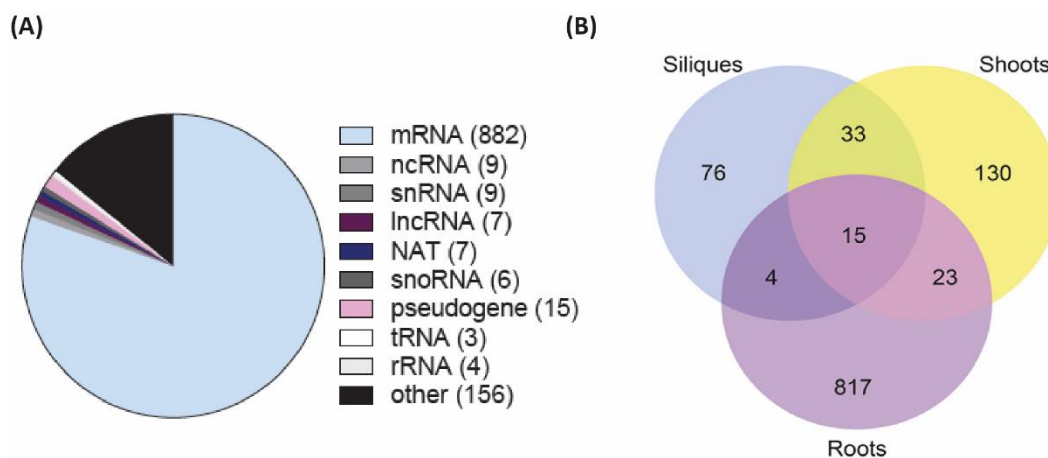 (A)
mRNA (882)
ncRNA (9)
snRNA (9)
lncRNA (7)
NAT (7)
snoRNA (6)
pseudogene (15)
tRNA (3)
rRNA (4)
other (156)
(B)
Siliques
Shoots
33
76
130
15
4
23
817
Roots